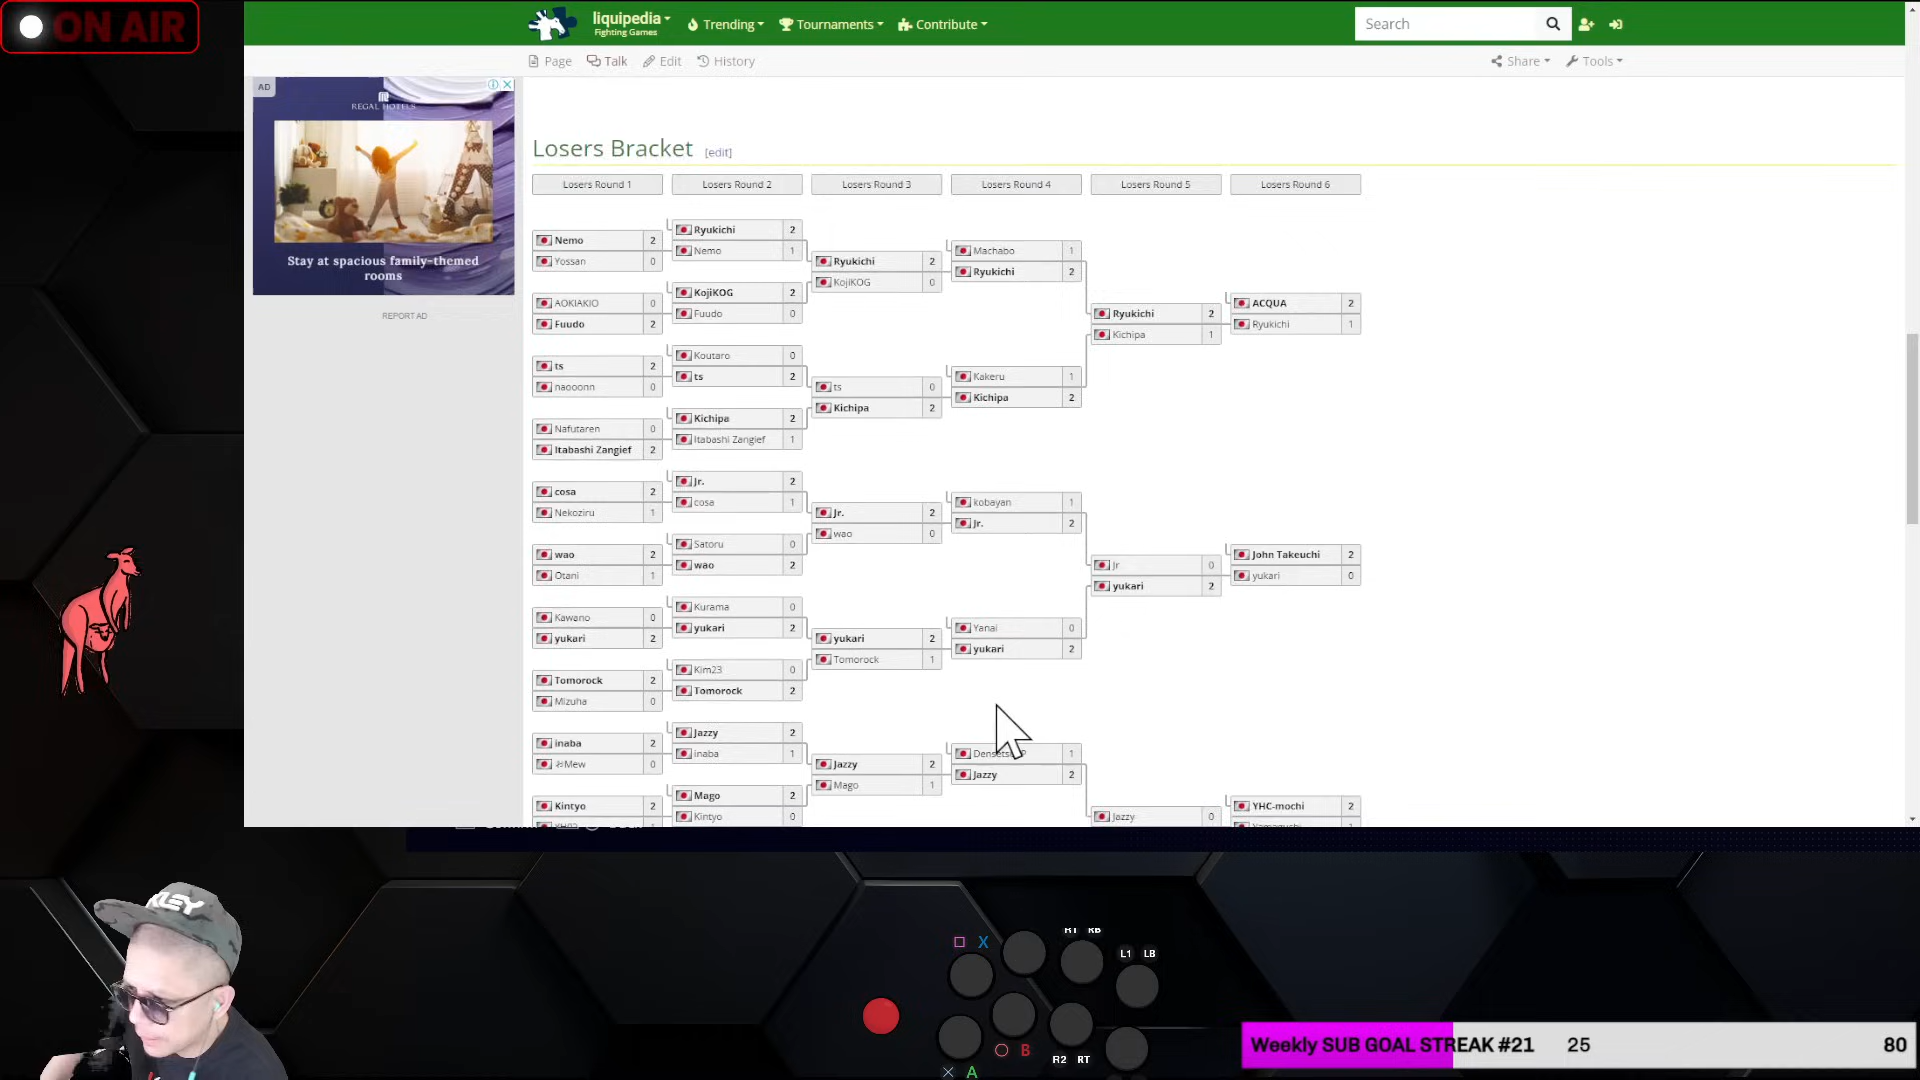 ON AIR
liquipedia
Fighting Games
Trending
Tournaments
Contribute
Search
Page
Talk
Edit
History
Share
Tools
AD
REGAL HOTELS
Stay at spacious family-themed
rooms
REPORT AD
Losers Bracket [edit]
Losers Round 1
Losers Round 2
Losers Round 3
Losers Round 4
Losers Round 5
Losers Round 6
Nemo 2
Yossan 0
AOKIAKIO 0
Fuudo 2
ts 2
naooonn 0
Nafutaren 0
Itabashi Zangief 2
cosa 2
Nekoziru 1
wao 2
Otani 1
Kawano 0
yukari 2
Tomorock 2
Mizuha 0
inaba 2
おMew 0
Kintyo 2
Ryukichi 2
Nemo 1
KojiKOG 2
Fuudo 0
Koutaro 0
ts 2
Kichipa 2
Itabashi Zangief 1
Jr. 2
cosa 1
Satoru 0
wao 2
Kurama 0
yukari 2
Kim23 0
Tomorock 2
Jazzy 2
inaba 1
Mago 2
Kintyo 0
Ryukichi 2
KojiKOG 0
ts 0
Kichipa 2
Jr. 2
wao 0
yukari 2
Tomorock 1
Jazzy 2
Mago 1
Machabo 1
Ryukichi 2
Kakeru 1
Kichipa 2
kobayan 1
Jr. 2
Yanai 0
yukari 2
1
Jazzy 2
Ryukichi 2
Kichipa 1
Jr 0
yukari 2
Jazzy 0
ACQUA 2
Ryukichi 1
John Takeuchi 2
yukari 0
YHC-mochi 2
X
R1 RB
L1 LB
B
R2 RT
A
Weekly SUB GOAL STREAK #21 25 80